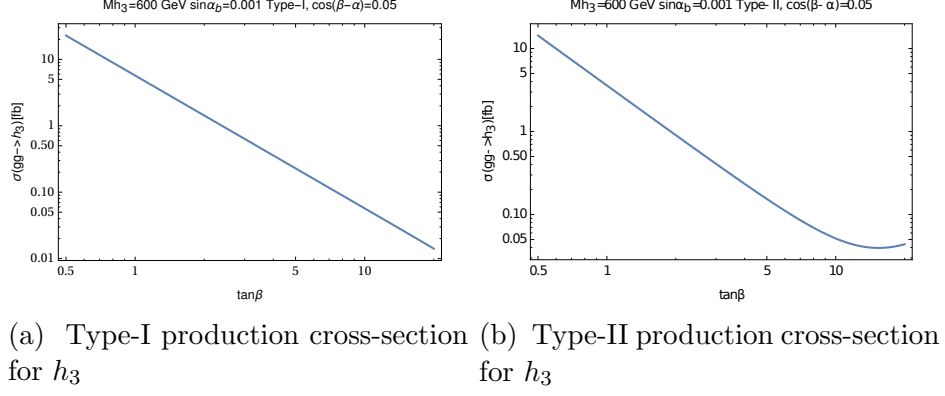 Mh₃=600 GeV sinα_b=0.001 Type−I, cos(β−α)=0.05
σ(gg−>h₃)[fb]
10
5
1
0.50
0.10
0.05
0.01
0.5
1
5
10
tanβ
Mh₃=600 GeV sinα_b=0.001 Type- II, cos(β- α)=0.05
σ(gg- >h₃)[fb]
10
5
1
0.50
0.10
0.05
0.5
1
5
10
tanβ
(a) Type-I production cross-section
for h₃
(b) Type-II production cross-section
for h₃